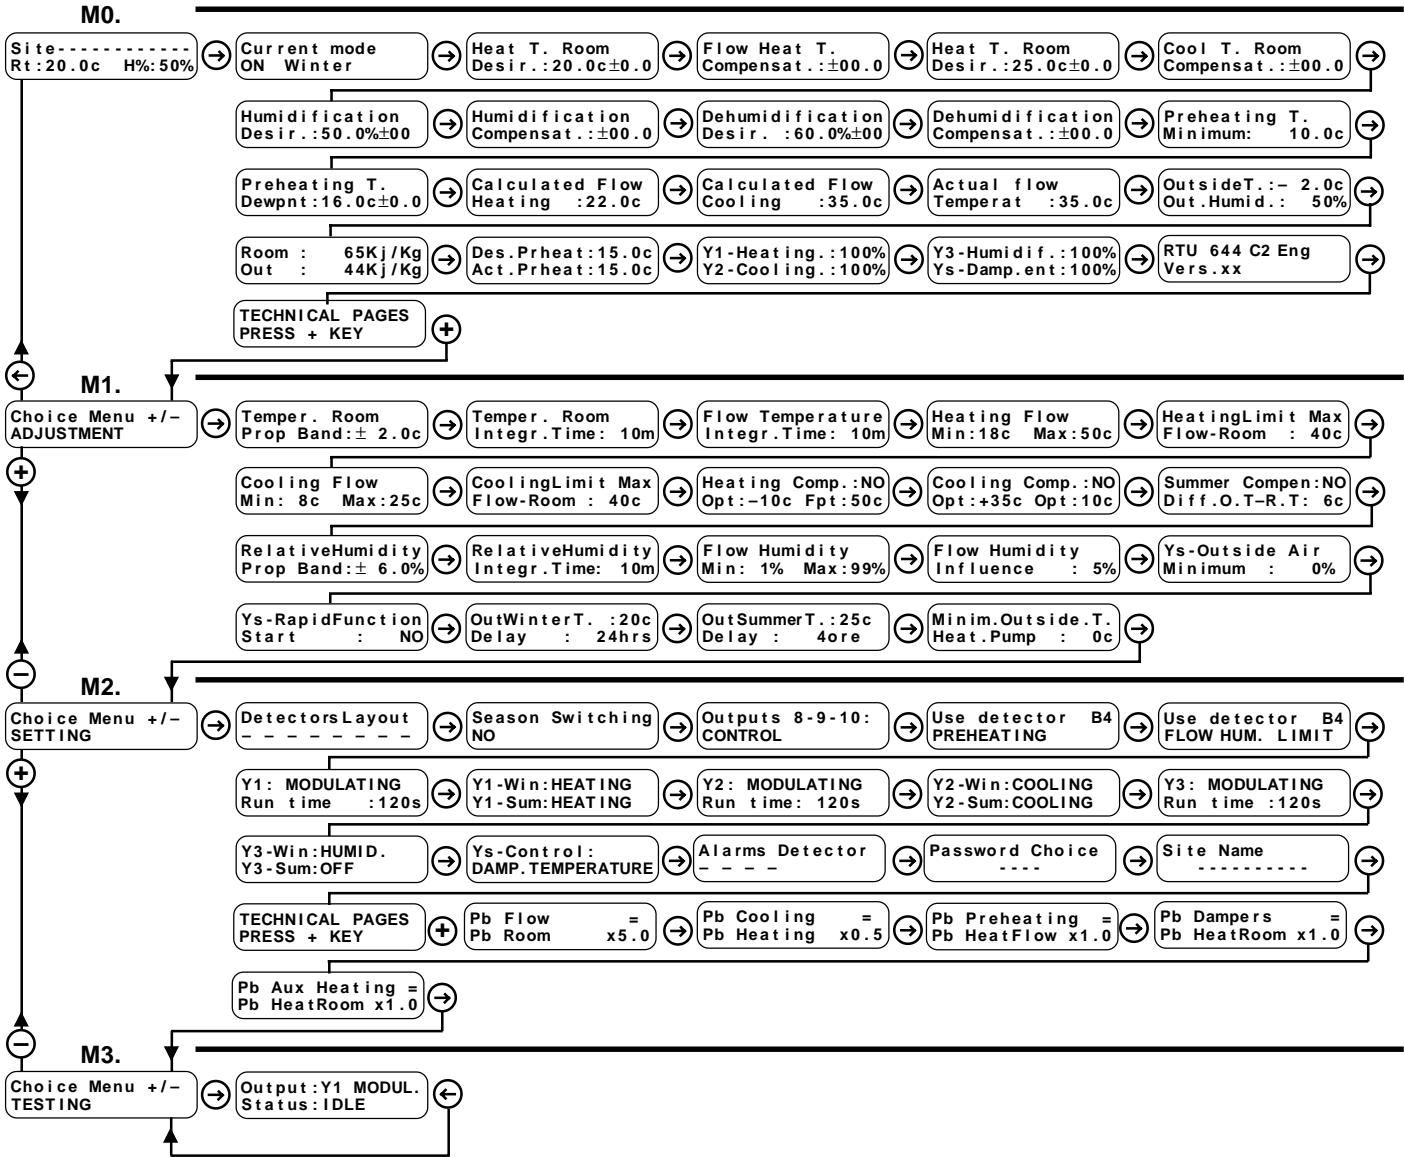 M0.
Site------------
Rt:20.0c H%:50%
Current mode
ON Winter
Heat T. Room
Desir.:20.0c±0.0
Flow Heat T.
Compensat.:±00.0
Heat T. Room
Desir.:25.0c±0.0
Cool T. Room
Compensat.:±00.0
Humidification
Desir.:50.0%±00
Humidification
Compensat.:±00.0
Dehumidification
Desir. :60.0%±00
Dehumidification
Compensat.:±00.0
Preheating T.
Minimum: 10.0c
Preheating T.
Dewpnt:16.0c±0.0
Calculated Flow
Heating :22.0c
Calculated Flow
Cooling :35.0c
Actual flow
Temperat :35.0c
OutsideT.:– 2.0c
Out.Humid.: 50%
Room : 65Kj/Kg
Out : 44Kj/Kg
Des.Prheat:15.0c
Act.Prheat:15.0c
Y1-Heating.:100%
Y2-Cooling.:100%
Y3-Humidif.:100%
Ys-Damp.ent:100%
RTU 644 C2 Eng
Vers.xx
TECHNICAL PAGES
PRESS + KEY
M1.
Choice Menu +/–
ADJUSTMENT
Temper. Room
Prop Band:± 2.0c
Temper. Room
Integr.Time: 10m
Flow Temperature
Integr.Time: 10m
Heating Flow
Min:18c Max:50c
HeatingLimit Max
Flow-Room : 40c
Cooling Flow
Min: 8c Max:25c
CoolingLimit Max
Flow-Room : 40c
Heating Comp.:NO
Opt:–10c Fpt:50c
Cooling Comp.:NO
Opt:+35c Opt:10c
Summer Compen:NO
Diff.O.T–R.T: 6c
RelativeHumidity
Prop Band:± 6.0%
RelativeHumidity
Integr.Time: 10m
Flow Humidity
Min: 1% Max:99%
Flow Humidity
Influence : 5%
Ys-Outside Air
Minimum : 0%
Ys-RapidFunction
Start : NO
OutWinterT. :20c
Delay : 24hrs
OutSummerT.:25c
Delay : 4ore
Minim.Outside.T.
Heat.Pump : 0c
M2.
Choice Menu +/–
SETTING
DetectorsLayout
– – – – – – – –
Season Switching
NO
Outputs 8-9-10:
CONTROL
Use detector B4
PREHEATING
Use detector B4
FLOW HUM. LIMIT
Y1: MODULATING
Run time :120s
Y1-Win:HEATING
Y1-Sum:HEATING
Y2: MODULATING
Run time: 120s
Y2-Win:COOLING
Y2-Sum:COOLING
Y3: MODULATING
Run time :120s
Y3-Win:HUMID.
Y3-Sum:OFF
Ys-Control:
DAMP.TEMPERATURE
Alarms Detector
– – – –
Password Choice
----
Site Name
----------
TECHNICAL PAGES
PRESS + KEY
Pb Flow =
Pb Room x5.0
Pb Cooling =
Pb Heating x0.5
Pb Preheating =
Pb HeatFlow x1.0
Pb Dampers =
Pb HeatRoom x1.0
Pb Aux Heating =
Pb HeatRoom x1.0
M3.
Choice Menu +/–
TESTING
Output:Y1 MODUL.
Status:IDLE